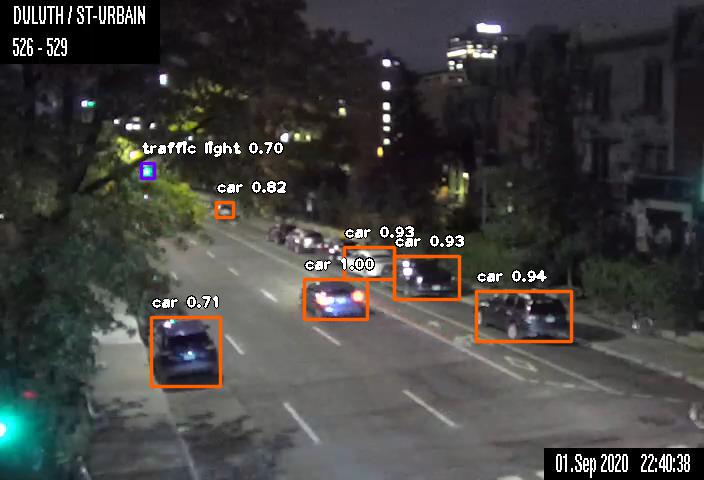 DULUTH / ST-URBAIN
526 - 529
traffic light 0.70
car 0.82
car 0.93
car 0.93
car 1.00
car 0.94
car 0.71
01.Sep 2020 22:40:38